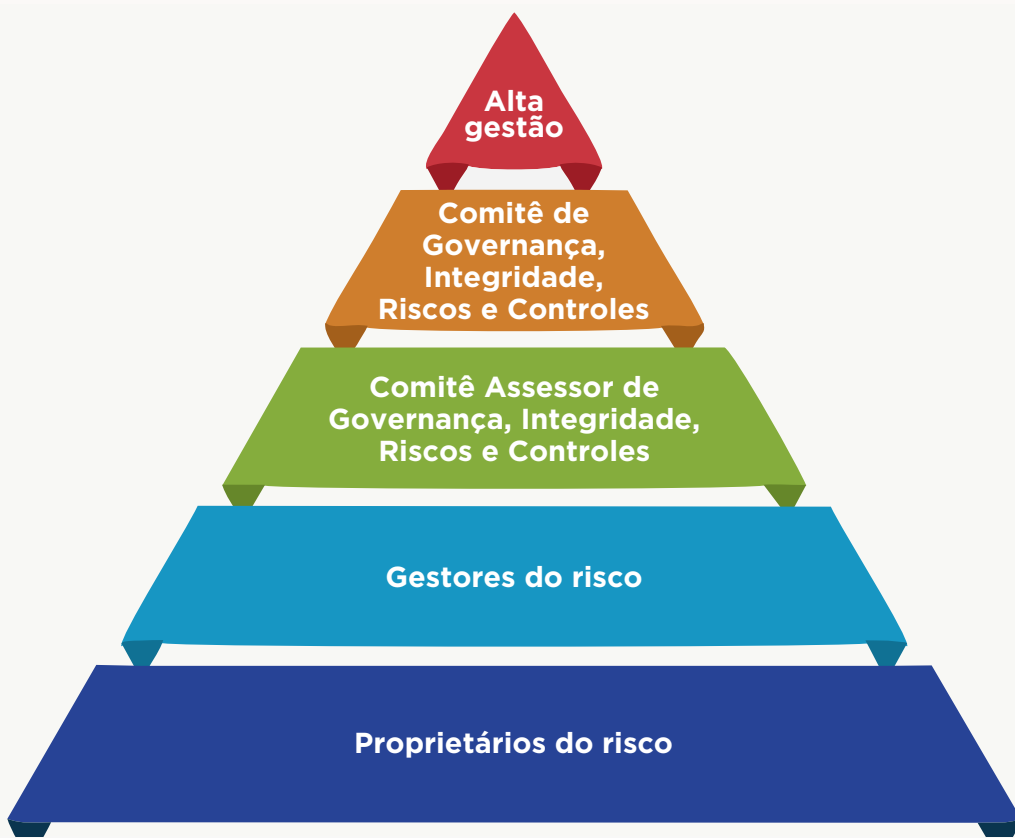 Alta
gestão
Comitê de
Governança,
Integridade,
Riscos e Controles
Comitê Assessor de
Governança, Integridade,
Riscos e Controles
Gestores do risco
Proprietários do risco